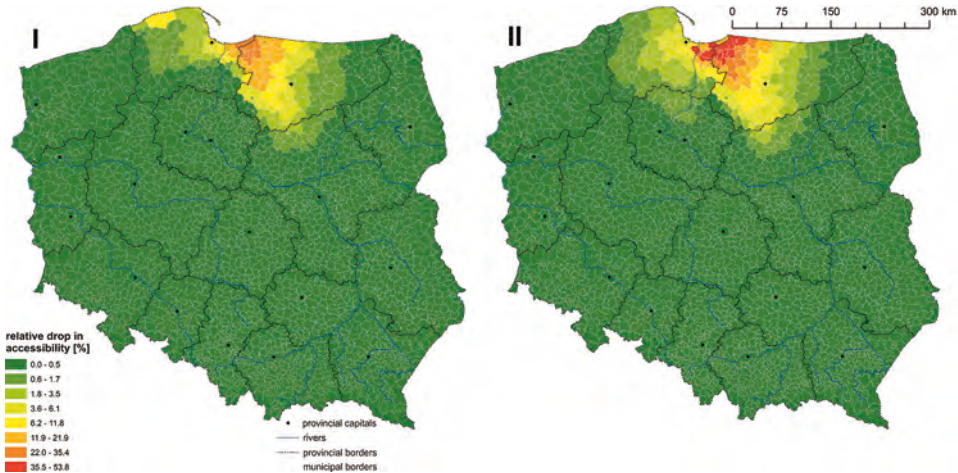 I
II
0 75 150 300 km
relative drop in
accessibility [%]
0.0 - 0.5
0.6 - 1.7
1.8 - 3.5
3.6 - 6.1
6.2 - 11.8
11.9 - 21.9
22.0 - 35.4
35.5 - 53.8
provincial capitals
rivers
provincial borders
municipal borders